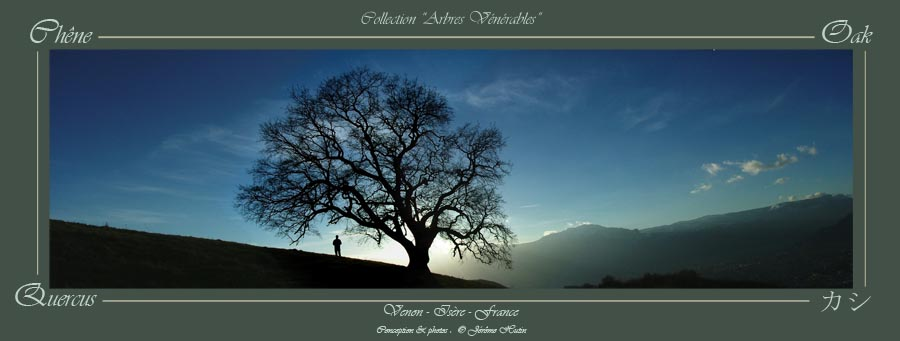 Collection "Arbres Vénérables"
Chêne
Oak
Quercus
カシ
Venon - Isère - France
Conception & photos . © Jérôme Hutin